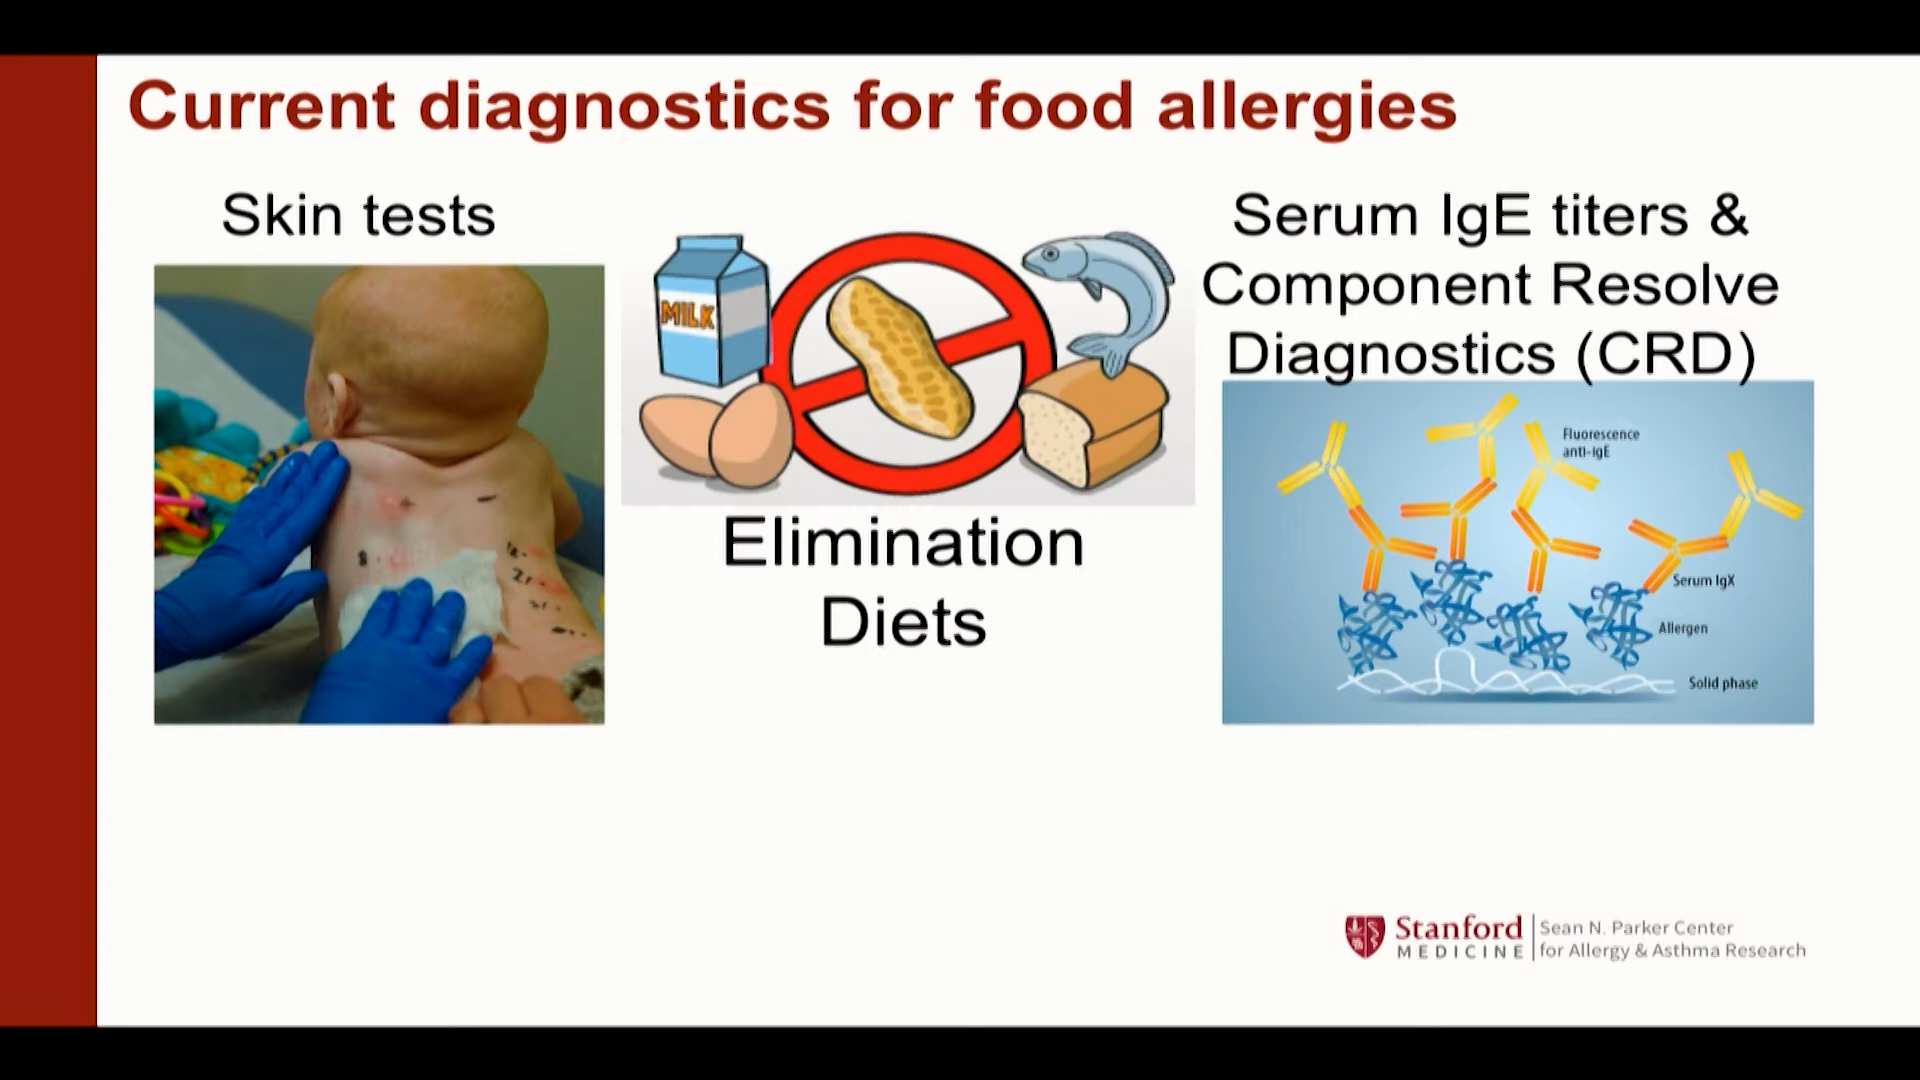 Current diagnostics for food allergies
Skin tests
MILK
Elimination
Diets
Serum IgE titers &
Component Resolve
Diagnostics (CRD)
Fluorescence
anti-IgE
Serum IgX
Allergen
Solid phase
Stanford
MEDICINE
Sean N. Parker Center
for Allergy & Asthma Research